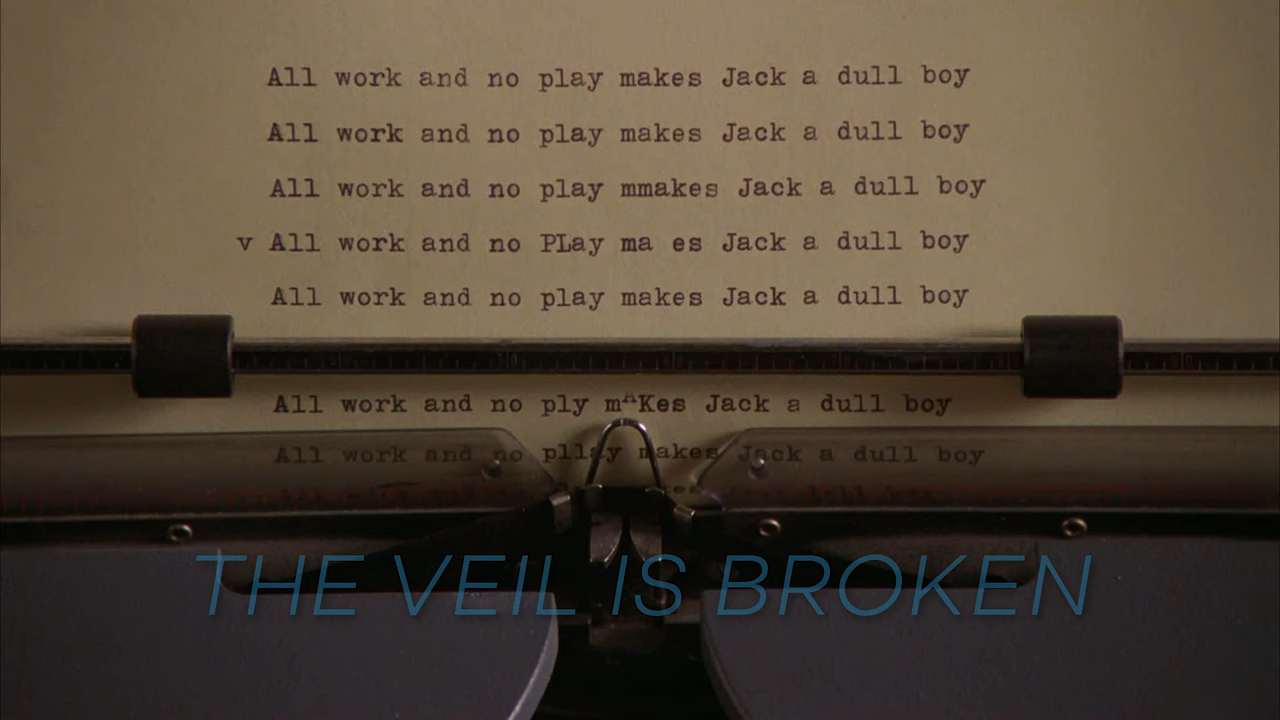 All work and no play makes Jack a dull boy
All work and no play makes Jack a dull boy
All work and no play mmakes Jack a dull boy
v All work and no PLay ma es Jack a dull boy
All work and no play makes Jack a dull boy
All work and no ply mAKes Jack a dull boy
All work and no pllay makes Jack a dull boy
dull
THE VEIL IS BROKEN